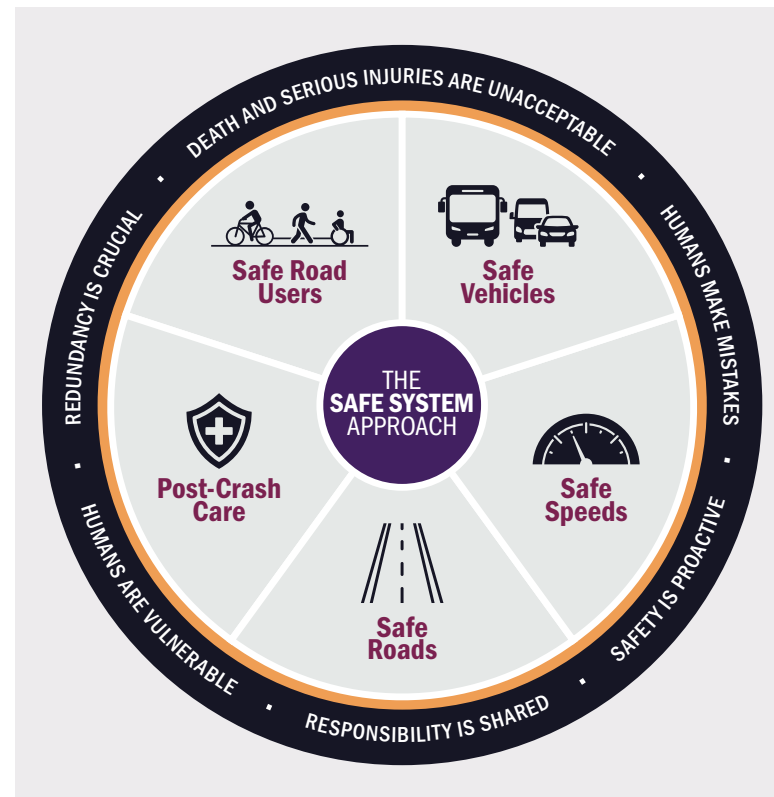 DEATH AND SERIOUS INJURIES ARE UNACCEPTABLE
HUMANS MAKE MISTAKES
SAFETY IS PROACTIVE
RESPONSIBILITY IS SHARED
HUMANS ARE VULNERABLE
REDUNDANCY IS CRUCIAL
Safe Road
Users
Safe
Vehicles
Safe
Speeds
Safe
Roads
Post-Crash
Care
THE
SAFE SYSTEM
APPROACH